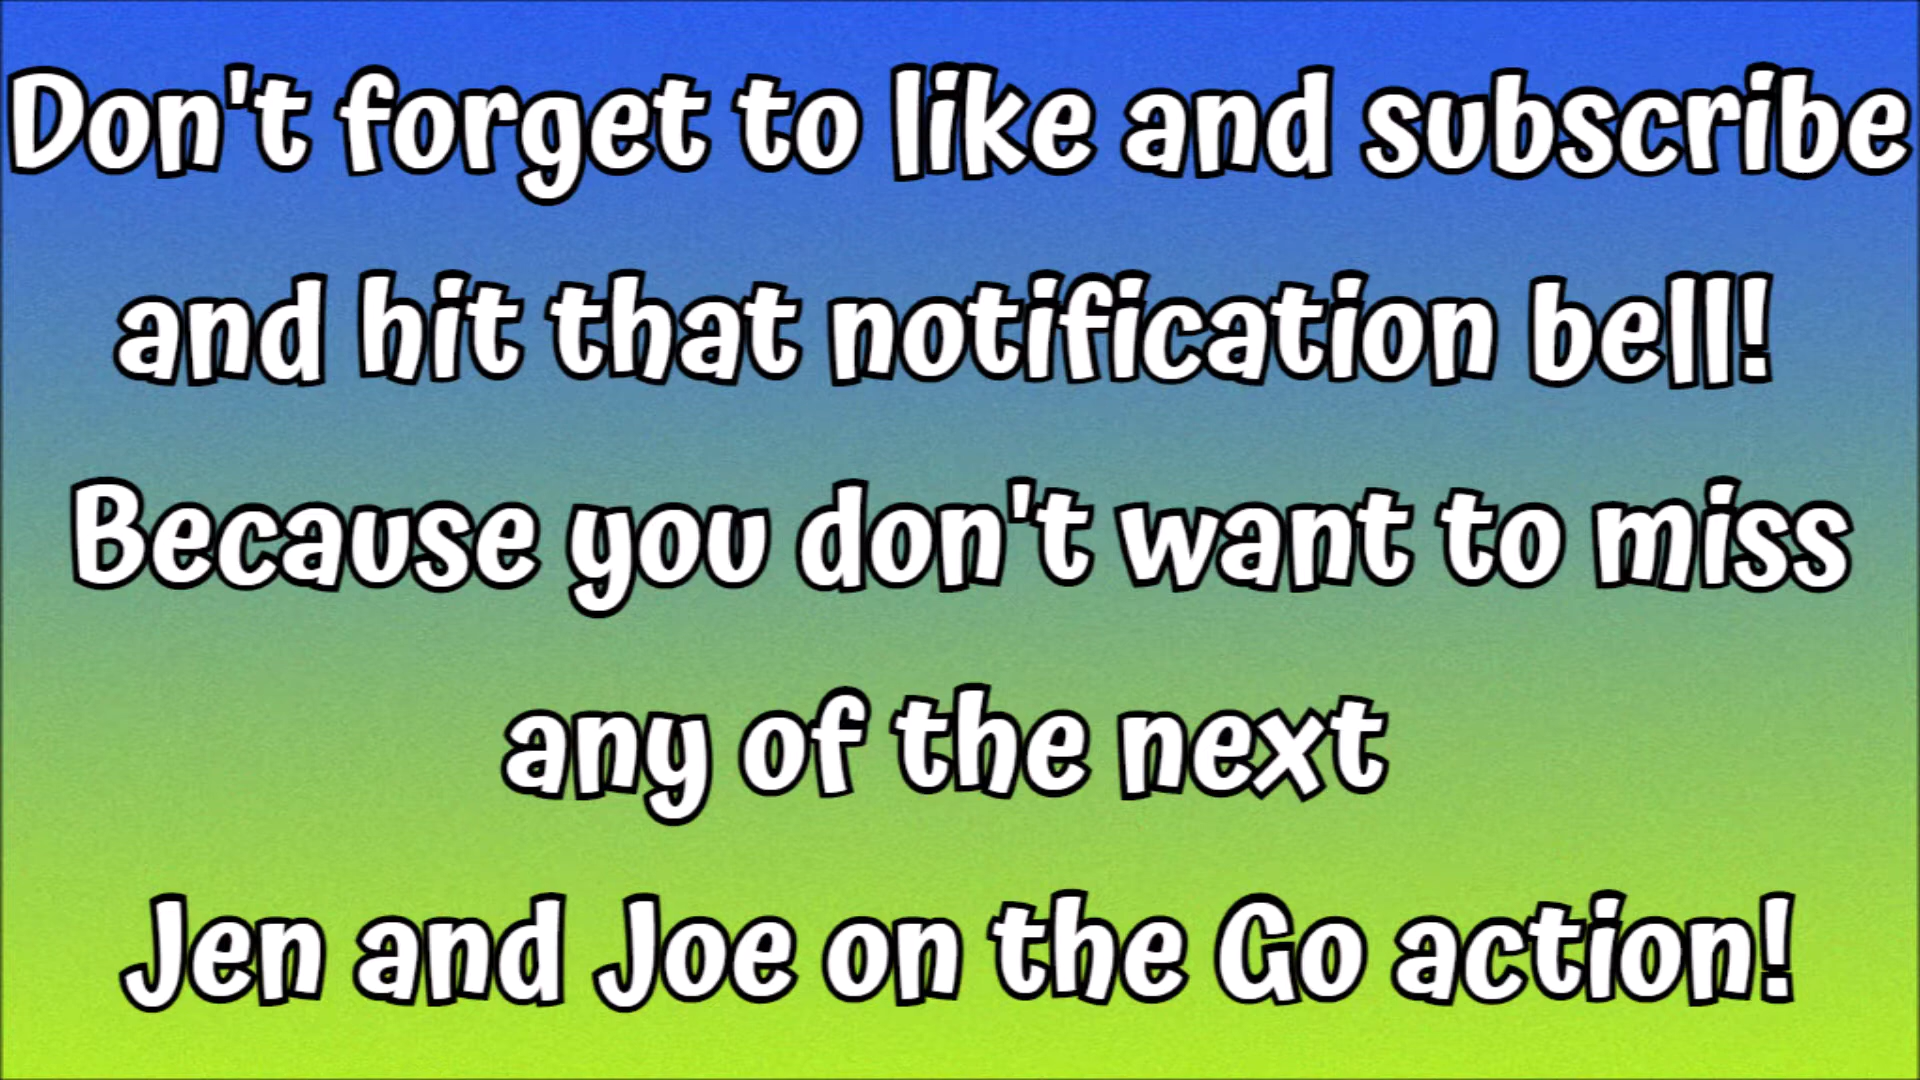 Don't forget to like and subscribe
and hit that notification bell!
Because you don't want to miss
any of the next
Jen and Joe on the Go action!